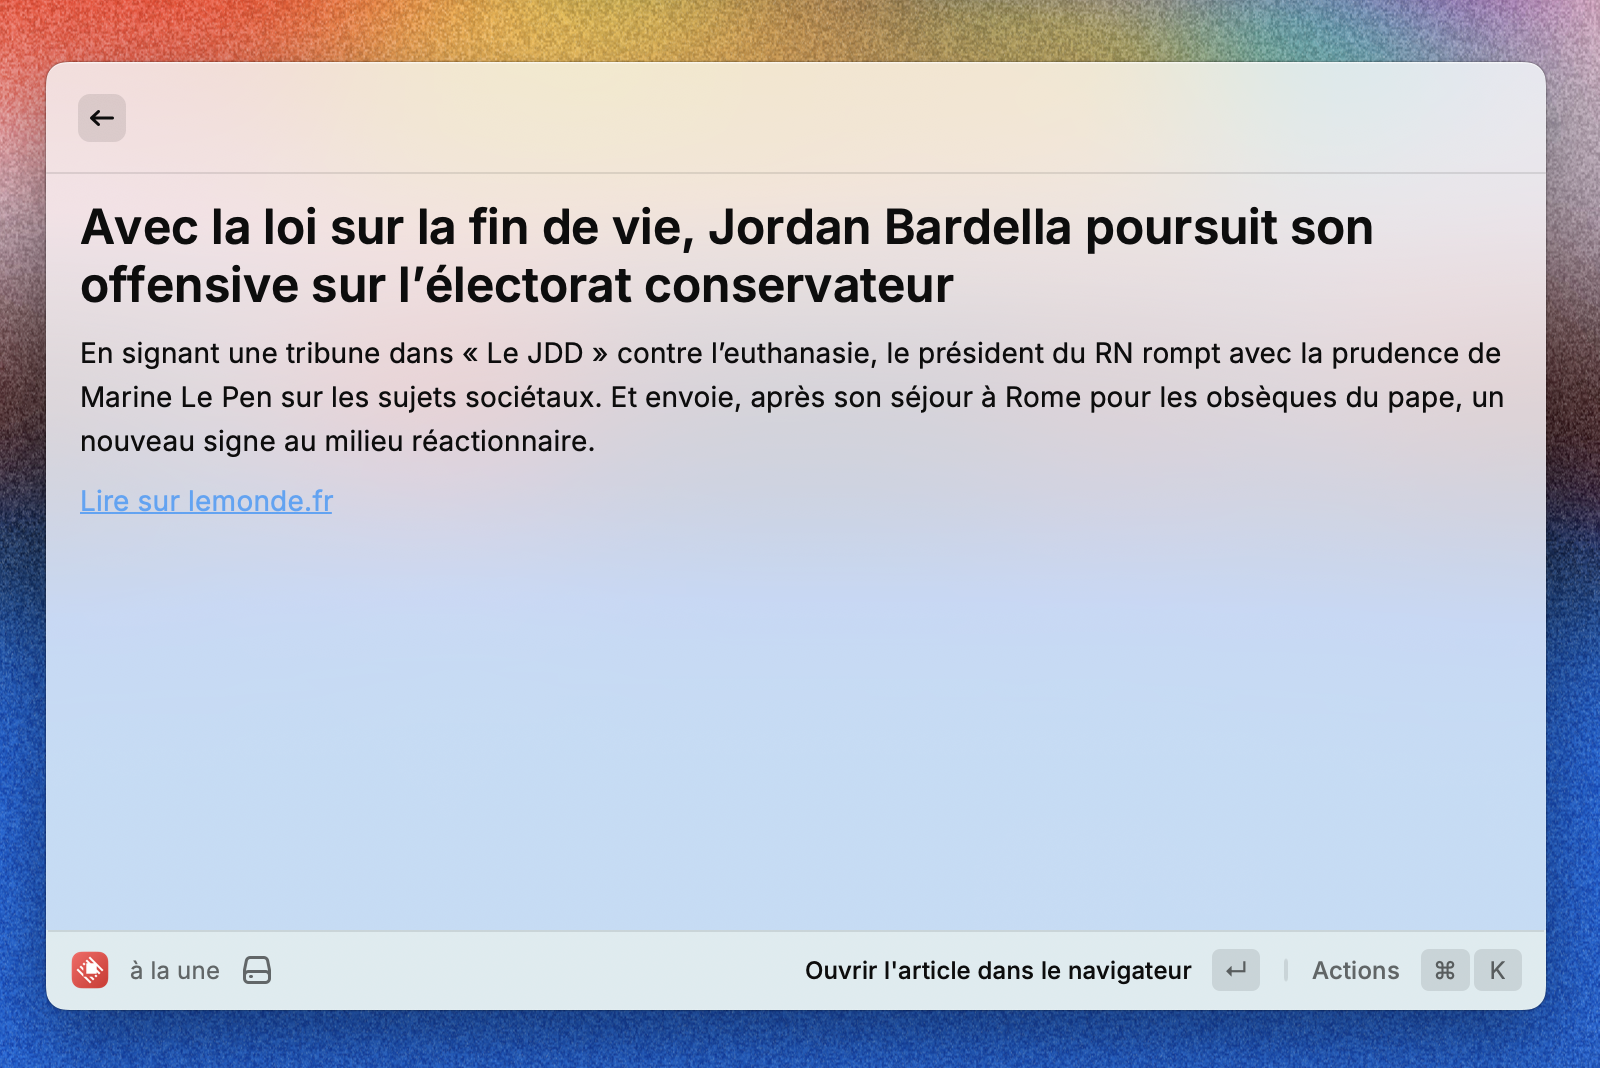 Avec la loi sur la fin de vie, Jordan Bardella poursuit son
offensive sur l’électorat conservateur
En signant une tribune dans « Le JDD » contre l’euthanasie, le président du RN rompt avec la prudence de
Marine Le Pen sur les sujets sociétaux. Et envoie, après son séjour à Rome pour les obsèques du pape, un
nouveau signe au milieu réactionnaire.
Lire sur lemonde.fr
à la une
Ouvrir l'article dans le navigateur ↵ Actions ⌘ K